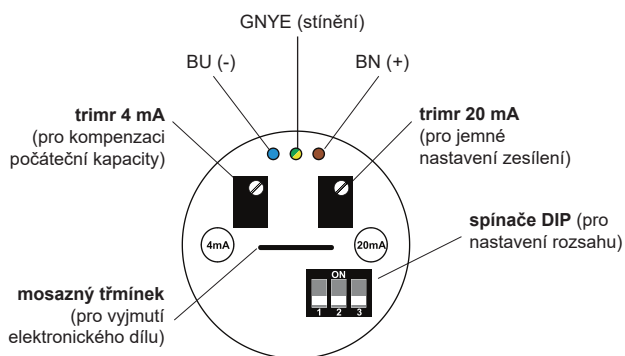 GNYE (stínění)
BU (-)
BN (+)
trimr 4 mA
(pro kompenzaci
počáteční kapacity)
trimr 20 mA
(pro jemné
nastavení zesílení)
4mA
20mA
spínače DIP (pro
nastavení rozsahu)
ON
1 2 3
mosazný třmínek
(pro vyjmutí
elektronického dílu)